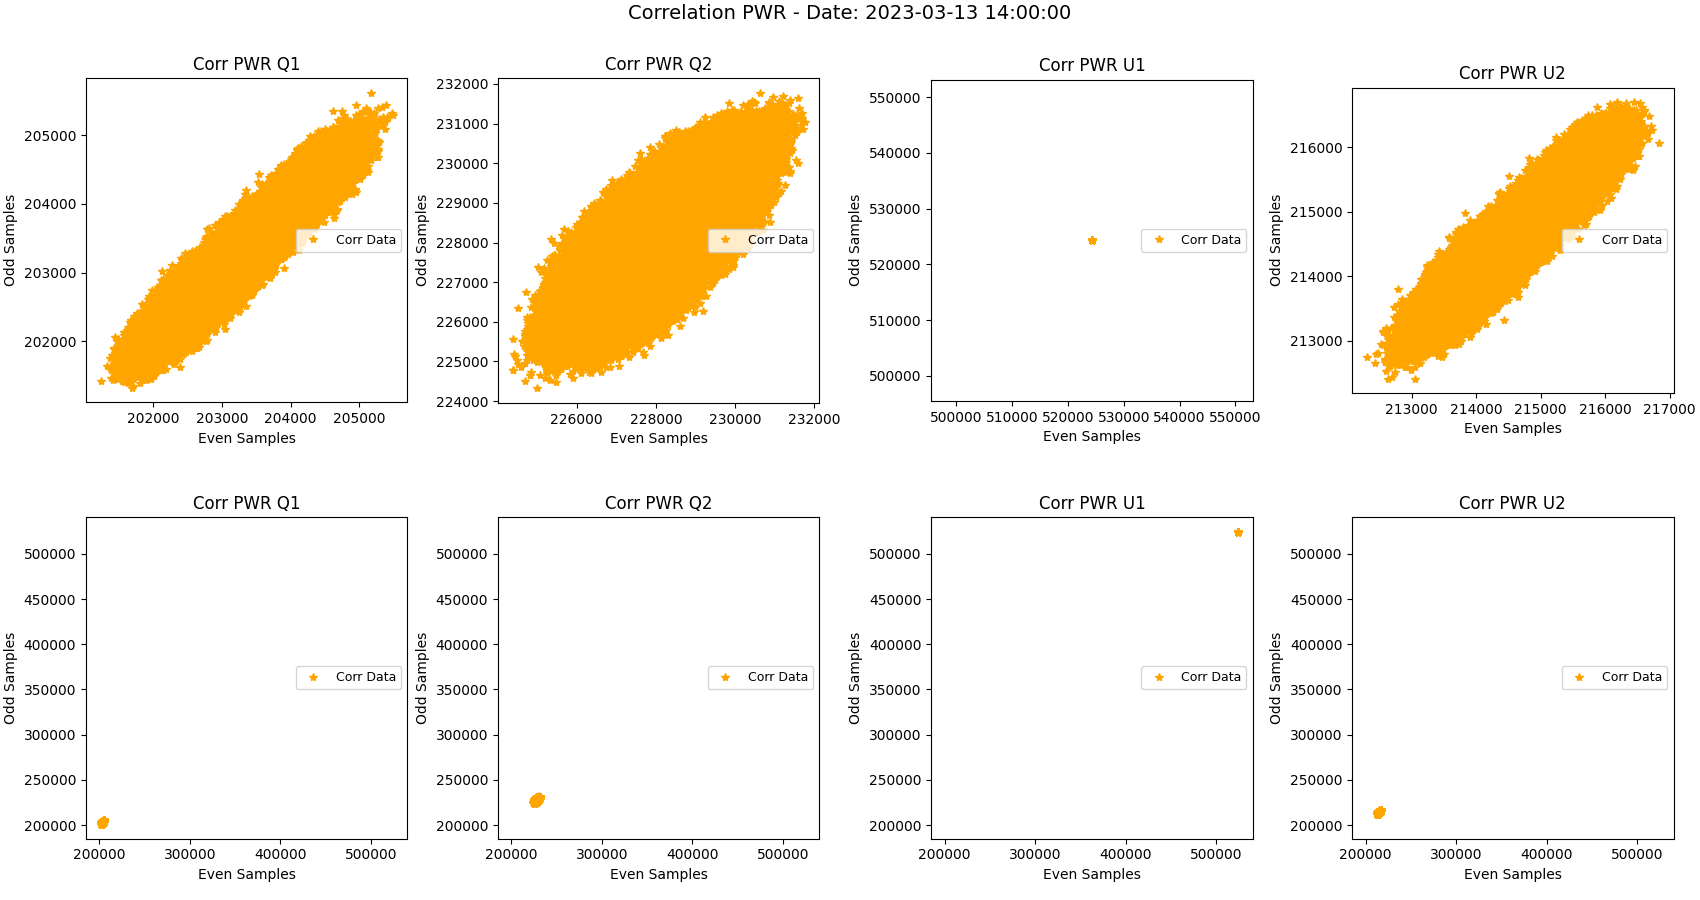 Correlation PWR - Date: 2023-03-13 14:00:00
Corr PWR Q1
Odd Samples
205000
204000
203000
202000
Corr Data
202000 203000 204000 205000
Even Samples
Corr PWR Q2
Odd Samples
232000
231000
230000
229000
228000
227000
226000
225000
224000
Corr Data
226000 228000 230000 232000
Even Samples
Corr PWR U1
Odd Samples
550000
540000
530000
520000
510000
500000
Corr Data
500000 510000 520000 530000 540000 550000
Even Samples
Corr PWR U2
Odd Samples
216000
215000
214000
213000
Corr Data
213000 214000 215000 216000 217000
Even Samples
Corr PWR Q1
Odd Samples
500000
450000
400000
350000
300000
250000
200000
Corr Data
200000 300000 400000 500000
Even Samples
Corr PWR Q2
Odd Samples
500000
450000
400000
350000
300000
250000
200000
Corr Data
200000 300000 400000 500000
Even Samples
Corr PWR U1
Odd Samples
500000
450000
400000
350000
300000
250000
200000
Corr Data
200000 300000 400000 500000
Even Samples
Corr PWR U2
Odd Samples
500000
450000
400000
350000
300000
250000
200000
Corr Data
200000 300000 400000 500000
Even Samples